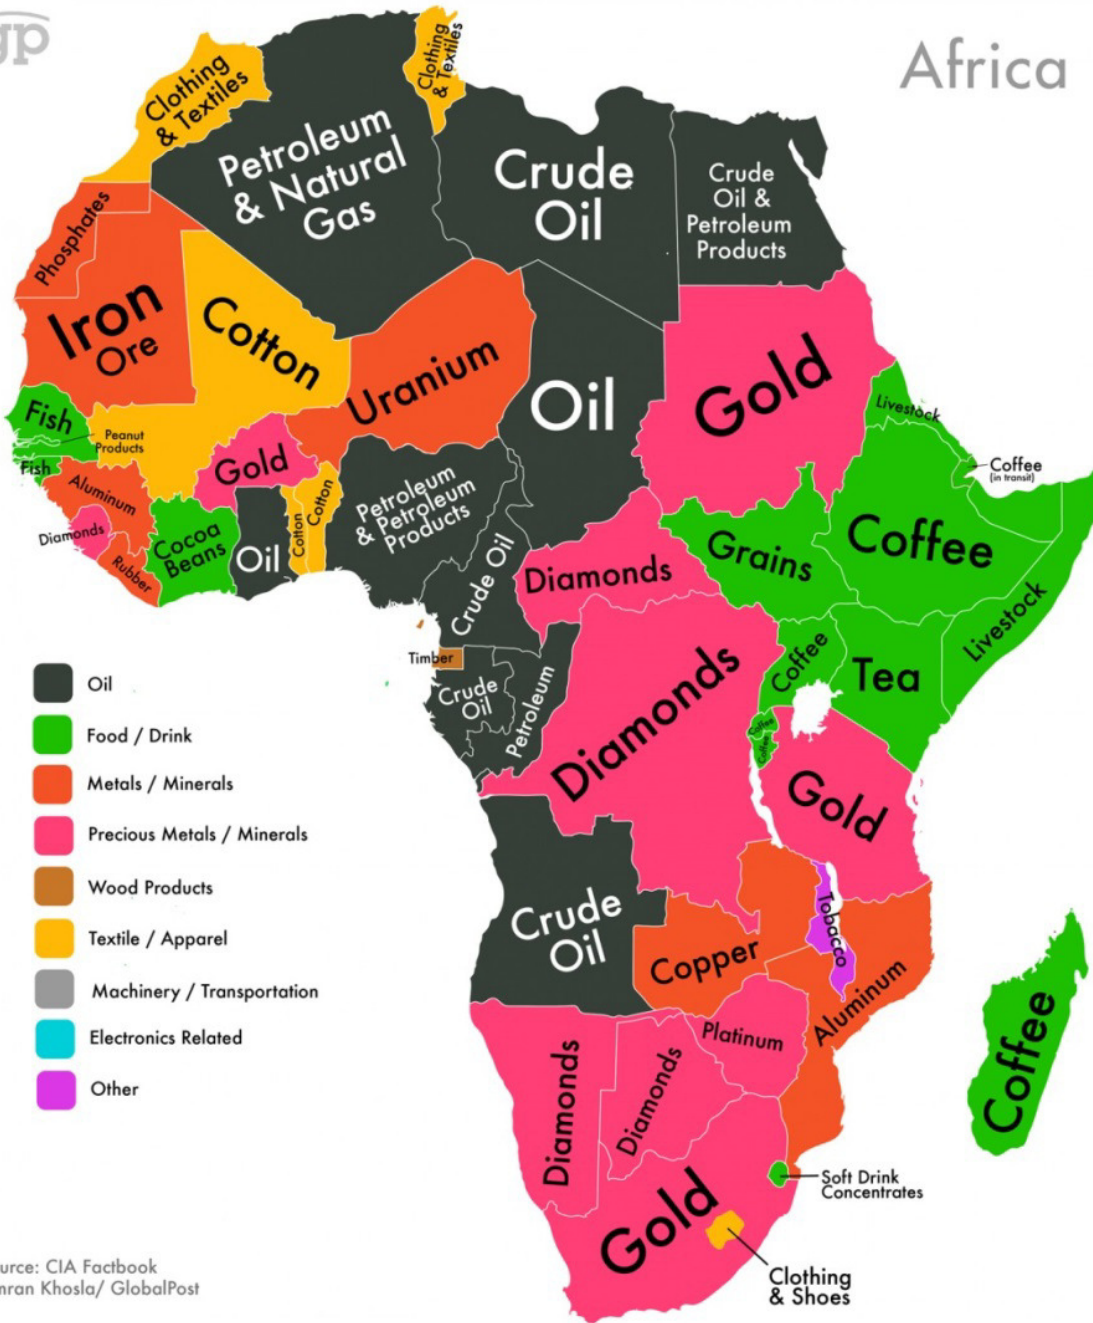 gp
Africa
Clothing
& Textiles
Clothing
& Textiles
Petroleum
& Natural
Gas
Crude
Oil
Crude
Oil &
Petroleum
Products
Phosphates
Iron
Ore
Cotton
Uranium
Oil
Gold
Fish
Peanut
Products
Fish
Gold
Aluminum
Diamonds
Rubber
Cocoa
Beans
Oil
Cotton
Cotton
Petroleum
& Petroleum
Products
Crude Oil
Livestock
Coffee
(in transit)
Coffee
Grains
Diamonds
Livestock
Timber
Crude
Oil
Petroleum
Diamonds
Coffee
Tea
Coffee
Coffee
Gold
Crude
Oil
Copper
Tobacco
Aluminum
Platinum
Diamonds
Diamonds
Coffee
Gold
Soft Drink
Concentrates
Clothing
& Shoes
Oil
Food / Drink
Metals / Minerals
Precious Metals / Minerals
Wood Products
Textile / Apparel
Machinery / Transportation
Electronics Related
Other
urce: CIA Factbook
mran Khosla/ GlobalPost